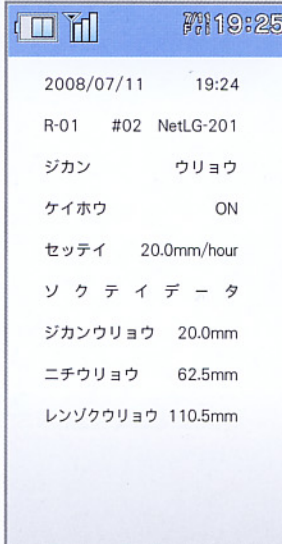 7/11 Fri 19:25
2008/07/11 19:24
R-01 #02 NetLG-201
ジカン ウリョウ
ケイホウ ON
セッテイ 20.0mm/hour
ソクテイデータ
ジカンウリョウ 20.0mm
ニチウリョウ 62.5mm
レンゾクウリョウ 110.5mm